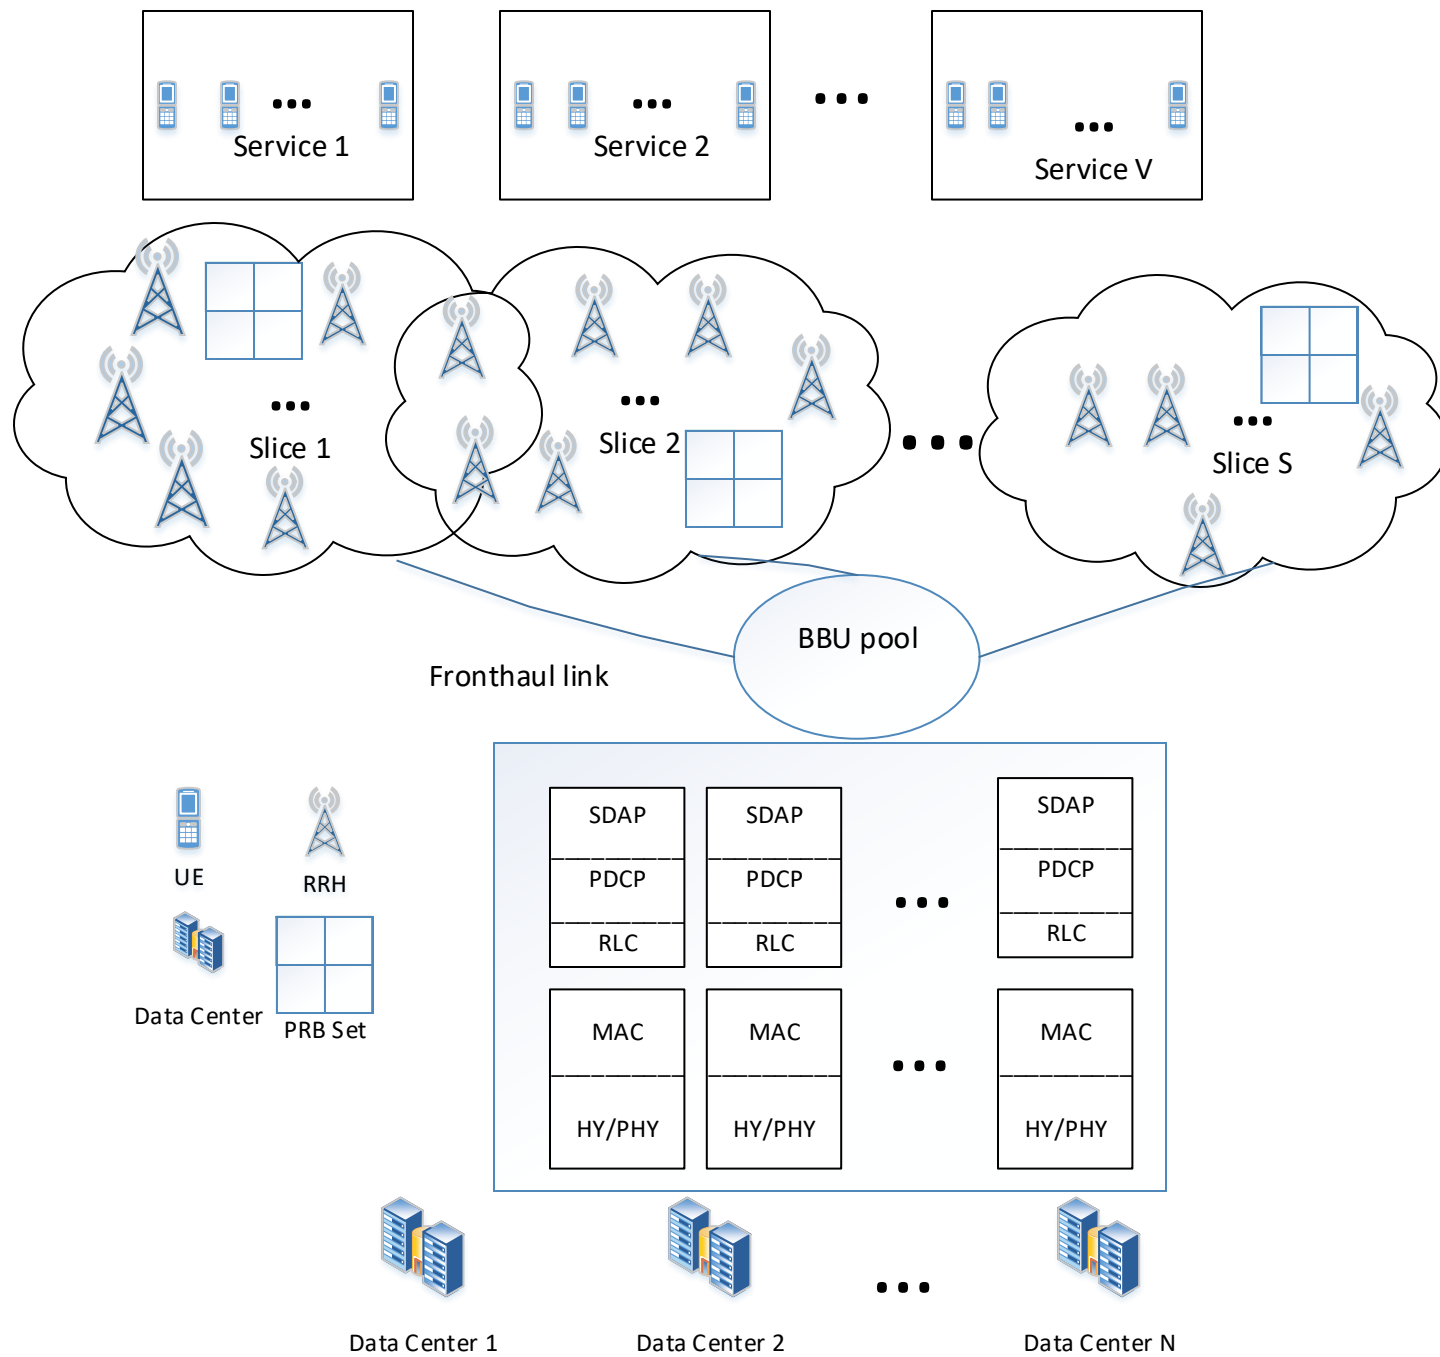 Service 1
Service 2
Service V
Slice 1
Slice 2
Slice S
BBU pool
Fronthaul link
SDAP
PDCP
RLC
SDAP
PDCP
RLC
SDAP
PDCP
RLC
MAC
HY/PHY
MAC
HY/PHY
MAC
HY/PHY
UE
RRH
Data Center
PRB Set
Data Center 1
Data Center 2
Data Center N